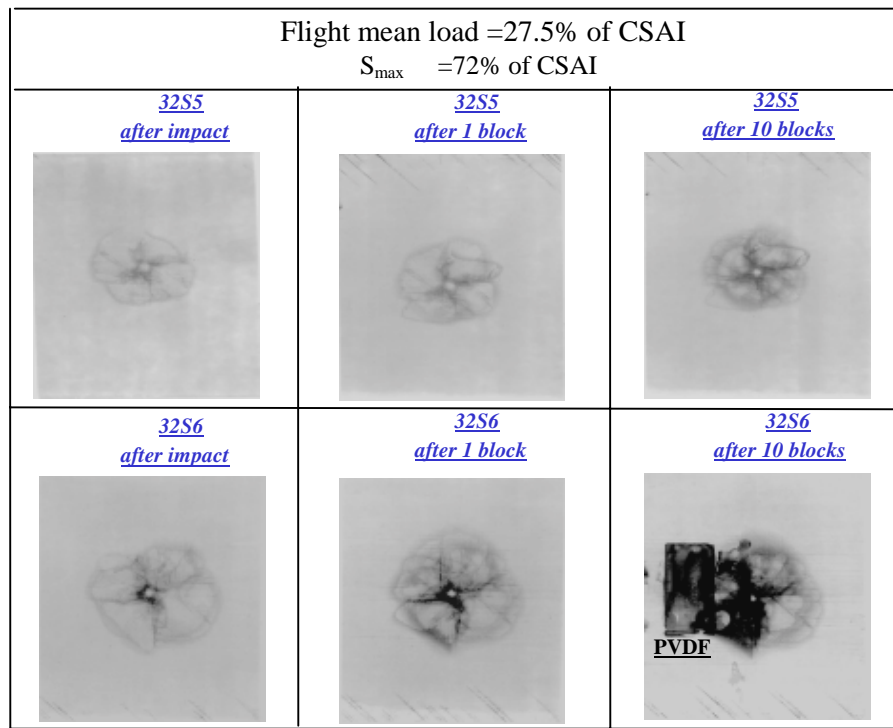 Flight mean load =27.5% of CSAI
Smax =72% of CSAI
32S5
after impact
32S5
after 1 block
32S5
after 10 blocks
32S6
after impact
32S6
after 1 block
32S6
after 10 blocks
PVDF